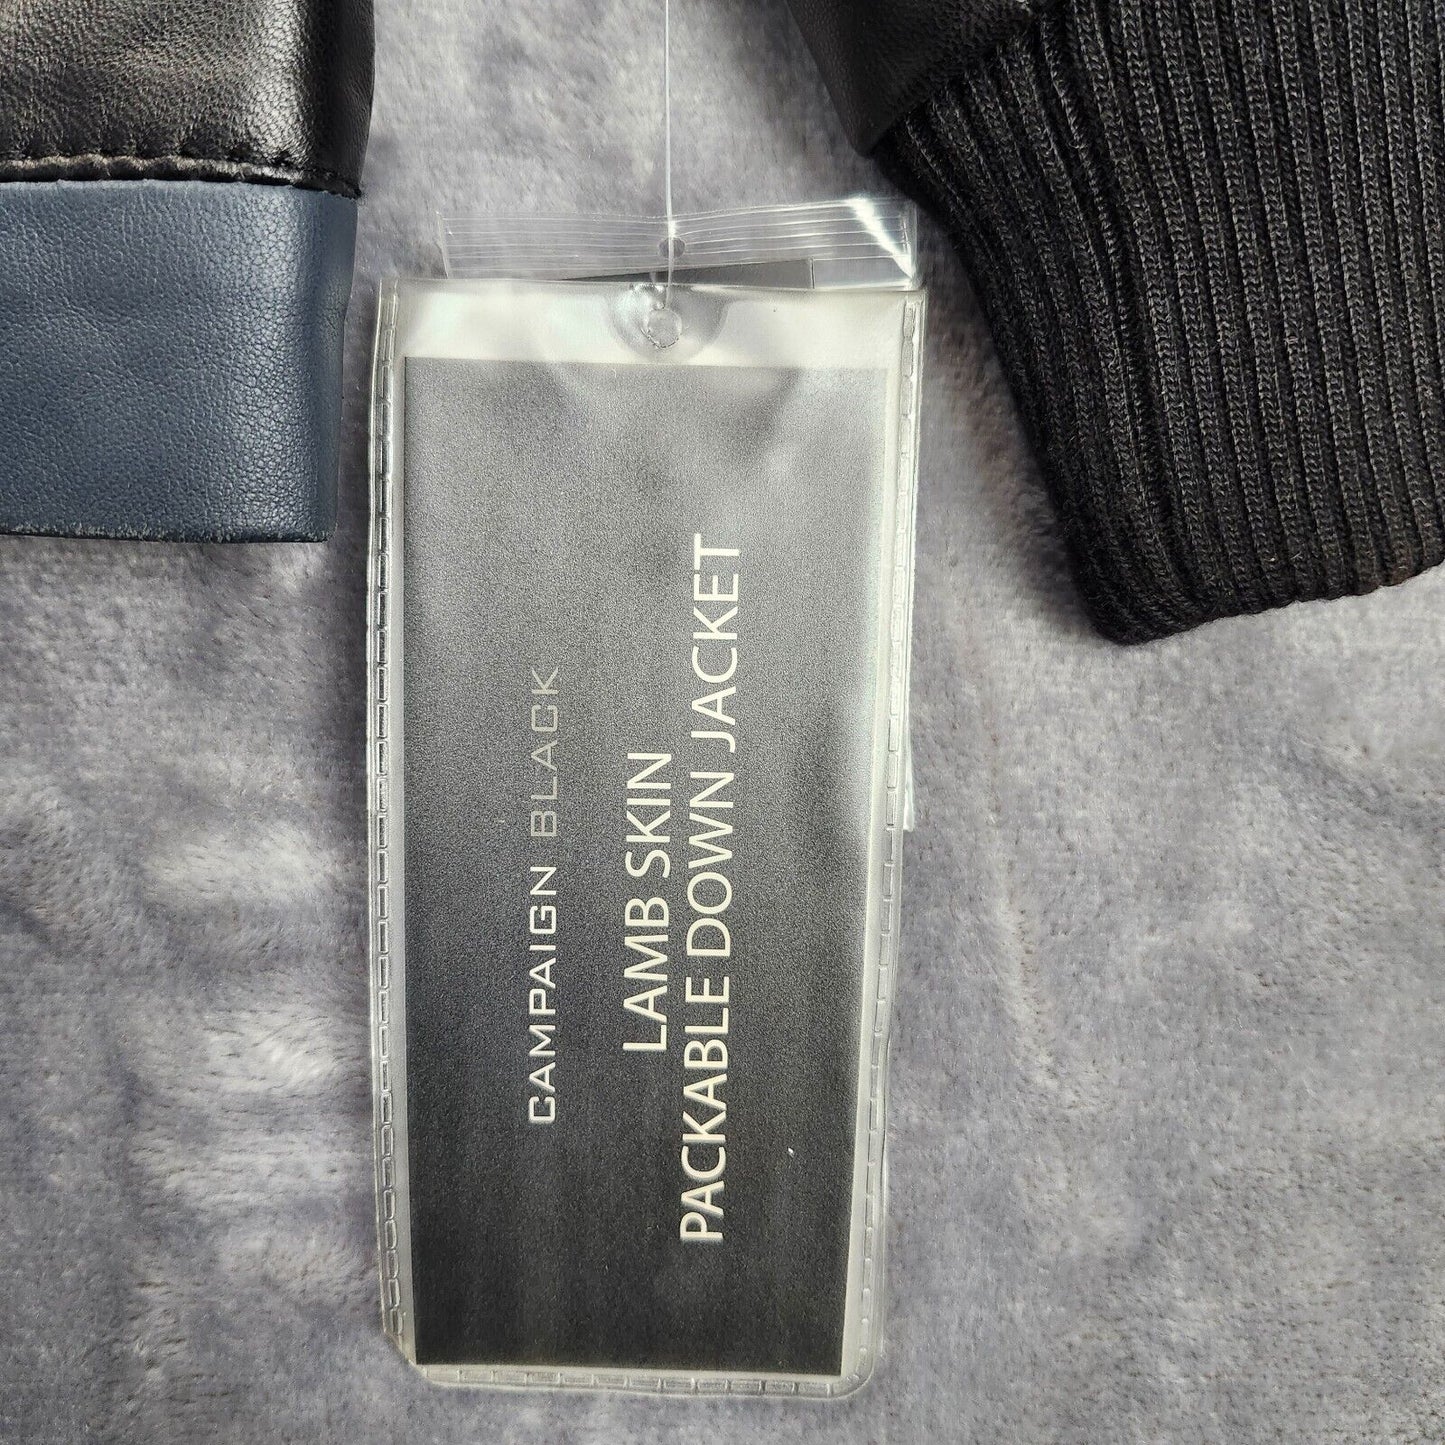 CAMPAIGN BLACK
LAMB SKIN
PACKABLE DOWN JACKET